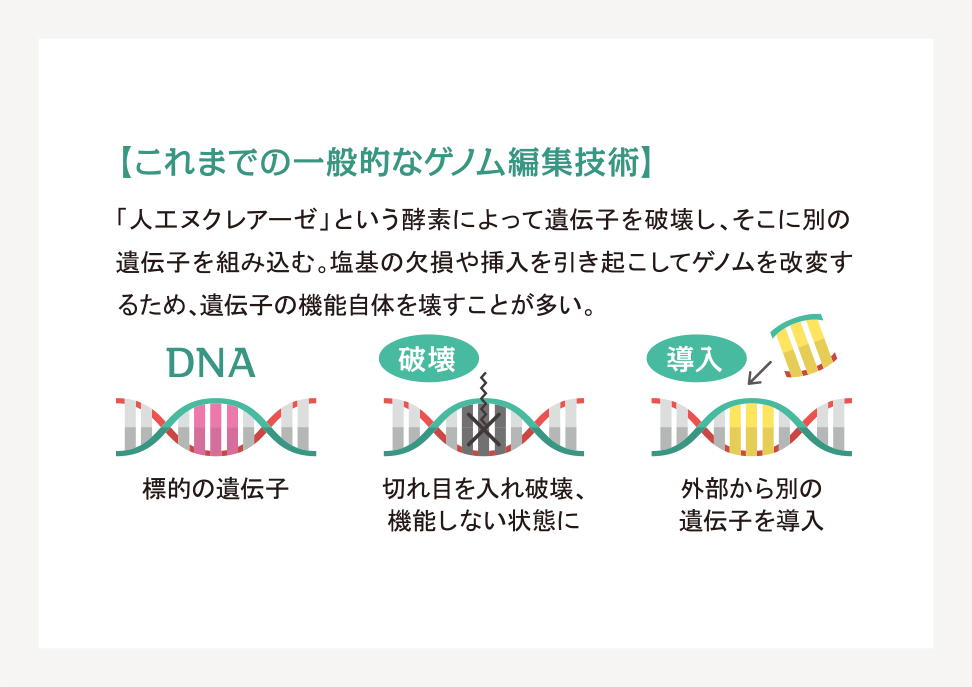 【これまでの一般的なゲノム編集技術】
「人工ヌクレアーゼ」という酵素によって遺伝子を破壊し、そこに別の
遺伝子を組み込む。塩基の欠損や挿入を引き起こしてゲノムを改変す
るため、遺伝子の機能自体を壊すことが多い。
DNA
標的の遺伝子
破壊
切れ目を入れ破壊、
機能しない状態に
導入
外部から別の
遺伝子を導入